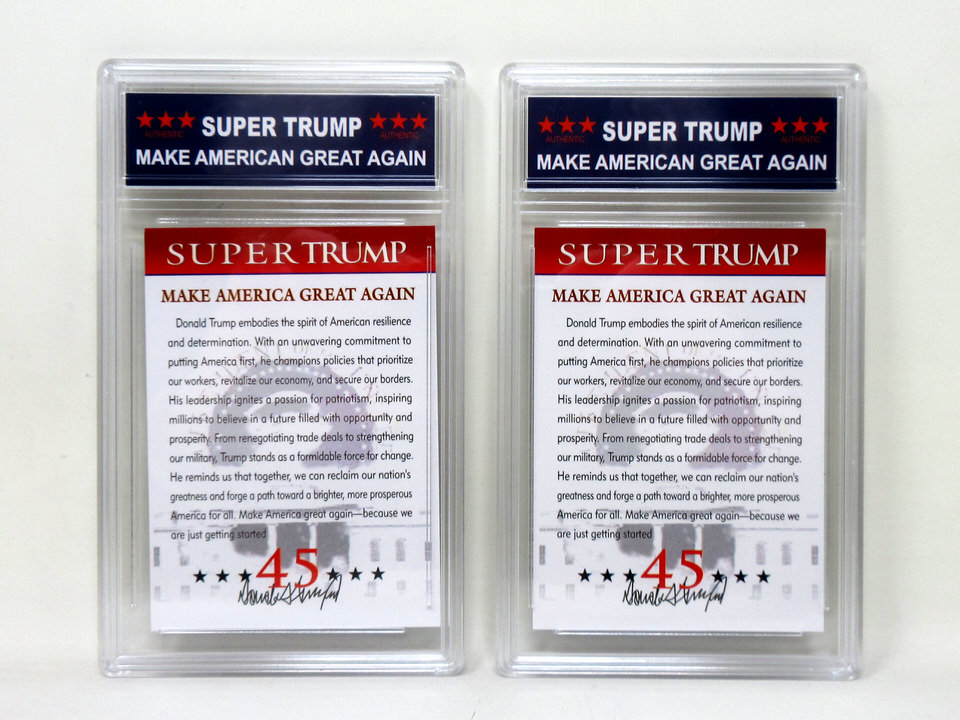 ★★★ SUPER TRUMP ★★★
AUTHENTIC AUTHENTIC
MAKE AMERICAN GREAT AGAIN
SUPER TRUMP
MAKE AMERICA GREAT AGAIN
Donald Trump embodies the spirit of American resilience
and determination. With an unwavering commitment to
putting America first, he champions policies that prioritize
our workers, revitalize our economy, and secure our borders.
His leadership ignites a passion for patriotism, inspiring
millions to believe in a future filled with opportunity and
prosperity. From renegotiating trade deals to strengthening
our military, Trump stands as a formidable force for change.
He reminds us that together, we can reclaim our nation's
greatness and forge a path toward a brighter, more prosperous
America for all. Make America great again—because we
are just getting started
★★★45★★★
★★★ SUPER TRUMP ★★★
AUTHENTIC AUTHENTIC
MAKE AMERICAN GREAT AGAIN
SUPER TRUMP
MAKE AMERICA GREAT AGAIN
Donald Trump embodies the spirit of American resilience
and determination. With an unwavering commitment to
putting America first, he champions policies that prioritize
our workers, revitalize our economy, and secure our borders.
His leadership ignites a passion for patriotism, inspiring
millions to believe in a future filled with opportunity and
prosperity. From renegotiating trade deals to strengthening
our military, Trump stands as a formidable force for change.
He reminds us that together, we can reclaim our nation's
greatness and forge a path toward a brighter, more prosperous
America for all. Make America great again—because we
are just getting started
★★★45★★★